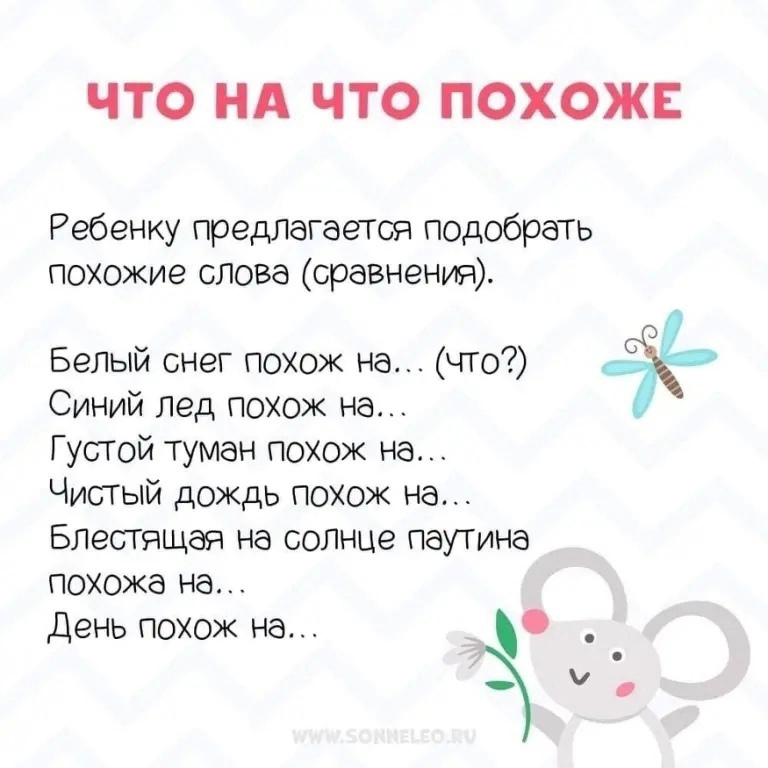 ЧТО НА ЧТО ПОХОЖЕ
Ребенку предлагается подобрать
похожие слова (сравнения).
Белый снег похож на... (что?)
Синий лед похож на...
Густой туман похож на...
Чистый дождь похож на...
Блестящая на солнце паутина
похожа на...
День похож на...
WWW.SONNELEO.RU